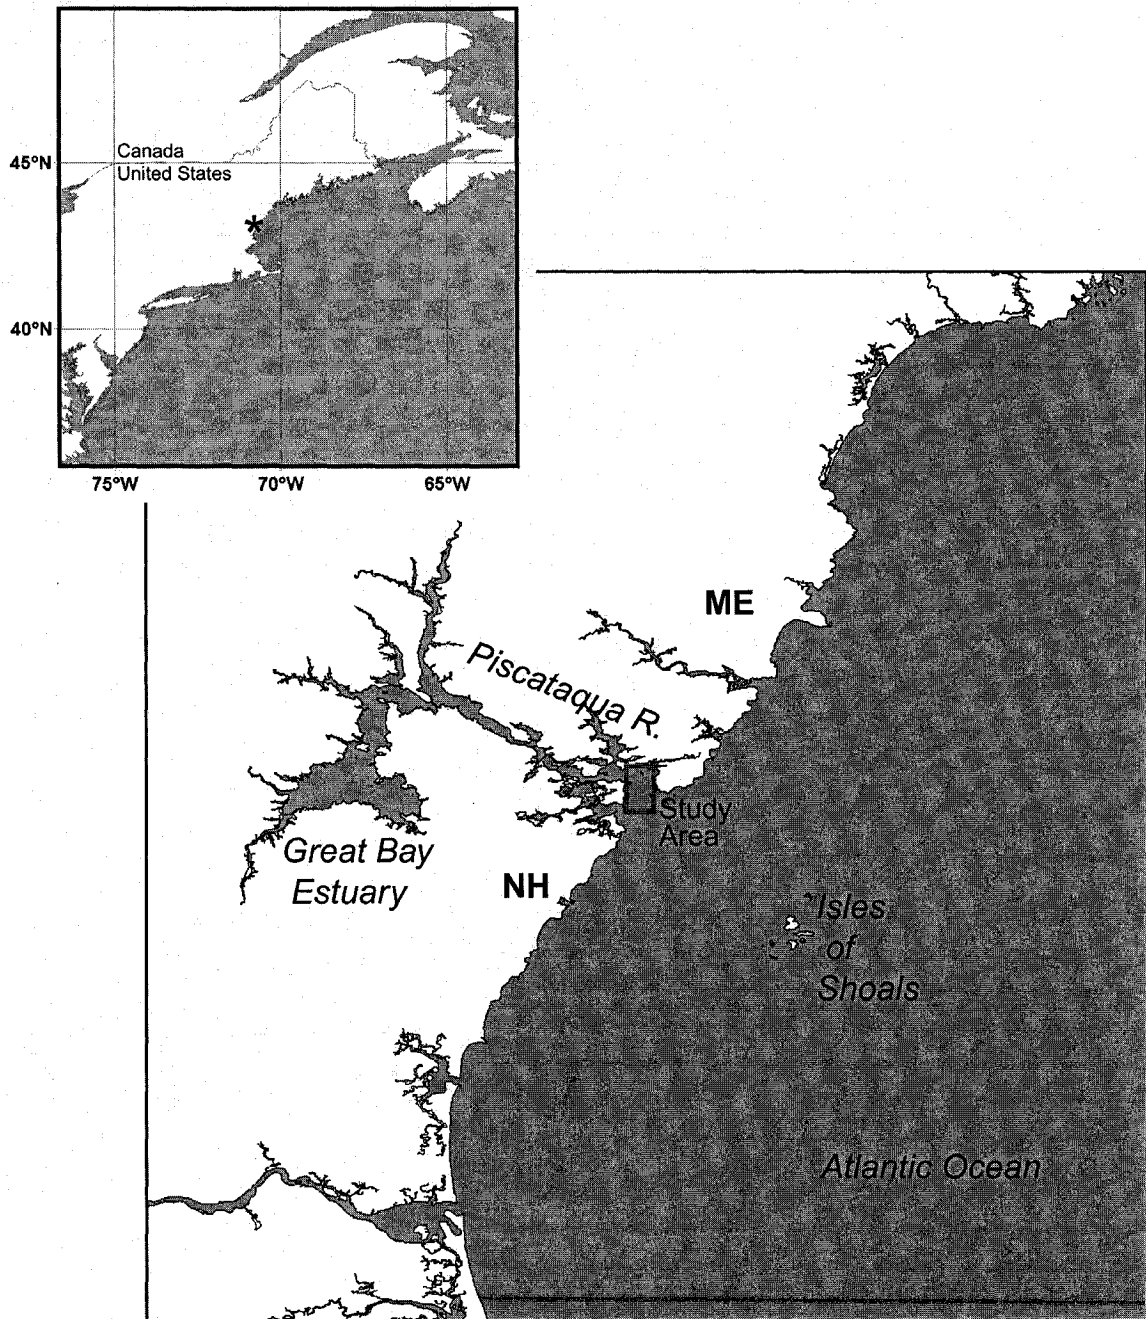 Canada
45°N
United States
*
40°N
75°W
70°W
65°W
ME
Piscataqua R.
Study
Area
Great Bay
Estuary
NH
Isles
of
Shoals
Atlantic Ocean